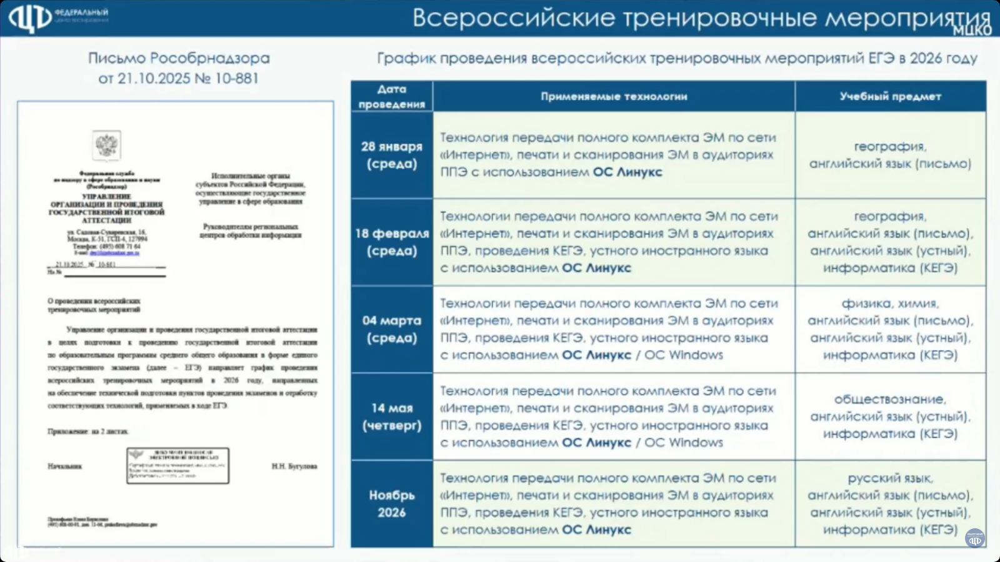 ФЕДЕРАЛЬНЫЙ
ЦЕНТР ТЕСТИРОВАНИЯ
Всероссийские тренировочные мероприятия
МЦКО
Письмо Рособрнадзора
от 21.10.2025 № 10-881
Федеральная служба
по надзору в сфере образования и науки
(Рособрнадзор)
УПРАВЛЕНИЕ
ОРГАНИЗАЦИИ И ПРОВЕДЕНИЯ
ГОСУДАРСТВЕННОЙ ИТОГОВОЙ
АТТЕСТАЦИИ
ул. Садовая-Сухаревская, 16,
Москва, К-51, ГСП-4, 127994
Телефон: (495) 608 71 64
E-mail:
21.10.2025 № 10-881
На №
Исполнительные органы
субъектов Российской Федерации,
осуществляющие государственное
управление в сфере образования
Руководителям региональных
центров обработки информации
О проведении всероссийских
тренировочных мероприятий
Управление организации и проведения государственной итоговой аттестации
в целях подготовки к проведению государственной итоговой аттестации
по образовательным программам среднего общего образования в форме единого
государственного экзамена (далее – ЕГЭ) направляет график проведения
всероссийских тренировочных мероприятий в 2026 году, направленных
на обеспечение технической подготовки пунктов проведения экзаменов и отработку
соответствующих технологий, применяемых в ходе ЕГЭ.
Приложение: на 2 листах.
Начальник
ДОКУМЕНТ ПОДПИСАН
ЭЛЕКТРОННОЙ ПОДПИСЬЮ
Н.Н. Бугулова
График проведения всероссийских тренировочных мероприятий ЕГЭ в 2026 году
Дата
проведения
Применяемые технологии
Учебный предмет
28 января
(среда)
Технология передачи полного комплекта ЭМ по сети
«Интернет», печати и сканирования ЭМ в аудиториях
ППЭ с использованием ОС Линукс
география,
английский язык (письмо)
18 февраля
(среда)
Технологии передачи полного комплекта ЭМ по сети
«Интернет», печати и сканирования ЭМ в аудиториях
ППЭ, проведения КЕГЭ, устного иностранного языка
с использованием ОС Линукс
география,
английский язык (письмо),
английский язык (устный),
информатика (КЕГЭ)
04 марта
(среда)
Технологии передачи полного комплекта ЭМ по сети
«Интернет», печати и сканирования ЭМ в аудиториях
ППЭ, проведения КЕГЭ, устного иностранного языка
с использованием ОС Линукс / ОС Windows
физика, химия,
английский язык (письмо),
английский язык (устный),
информатика (КЕГЭ)
14 мая
(четверг)
Технология передачи полного комплекта ЭМ по сети
«Интернет», печати и сканирования ЭМ в аудиториях
ППЭ, проведения КЕГЭ, устного иностранного языка
с использованием ОС Линукс / ОС Windows
обществознание,
английский язык (устный),
информатика (КЕГЭ)
Ноябрь
2026
Технология передачи полного комплекта ЭМ по сети
«Интернет», печати и сканирования ЭМ в аудиториях
ППЭ, проведения КЕГЭ, устного иностранного языка
с использованием ОС Линукс
русский язык,
английский язык (письмо),
английский язык (устный),
информатика (КЕГЭ)